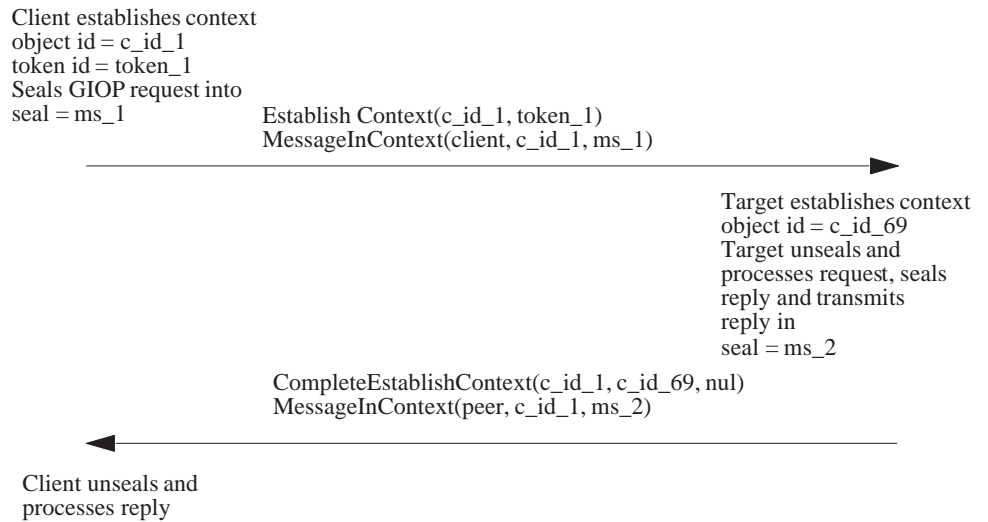 Client establishes context
object id = c_id_1
token id = token_1
Seals GIOP request into
seal = ms_1
Establish Context(c_id_1, token_1)
MessageInContext(client, c_id_1, ms_1)
Target establishes context
object id = c_id_69
Target unseals and
processes request, seals
reply and transmits
reply in
seal = ms_2
CompleteEstablishContext(c_id_1, c_id_69, nul)
MessageInContext(peer, c_id_1, ms_2)
Client unseals and
processes reply